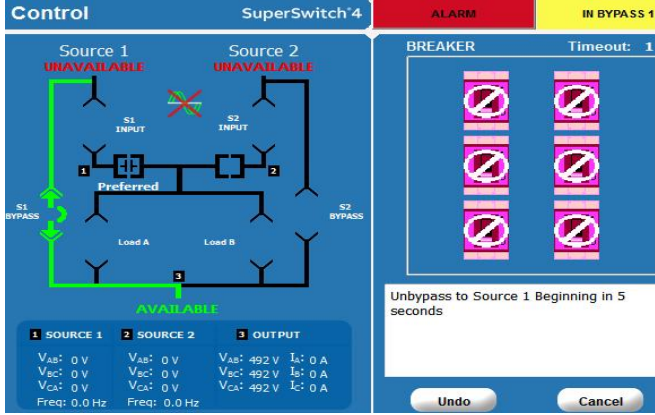 Control
SuperSwitch®4
ALARM
IN BYPASS 1
Source 1
UNAVAILABLE
Source 2
UNAVAILABLE
S1
INPUT
S2
INPUT
1
2
Preferred
S1
BYPASS
S2
BYPASS
Load A
Load B
3
AVAILABLE
1 SOURCE 1
VAB: 0 V
VBC: 0 V
VCA: 0 V
Freq: 0.0 Hz
2 SOURCE 2
VAB: 0 V
VBC: 0 V
VCA: 0 V
Freq: 0.0 Hz
3 OUTPUT
VAB: 492 V IA: 0 A
VBC: 492 V IB: 0 A
VCA: 492 V IC: 0 A
BREAKER
Timeout: 1
Unbypass to Source 1 Beginning in 5
seconds
Undo
Cancel